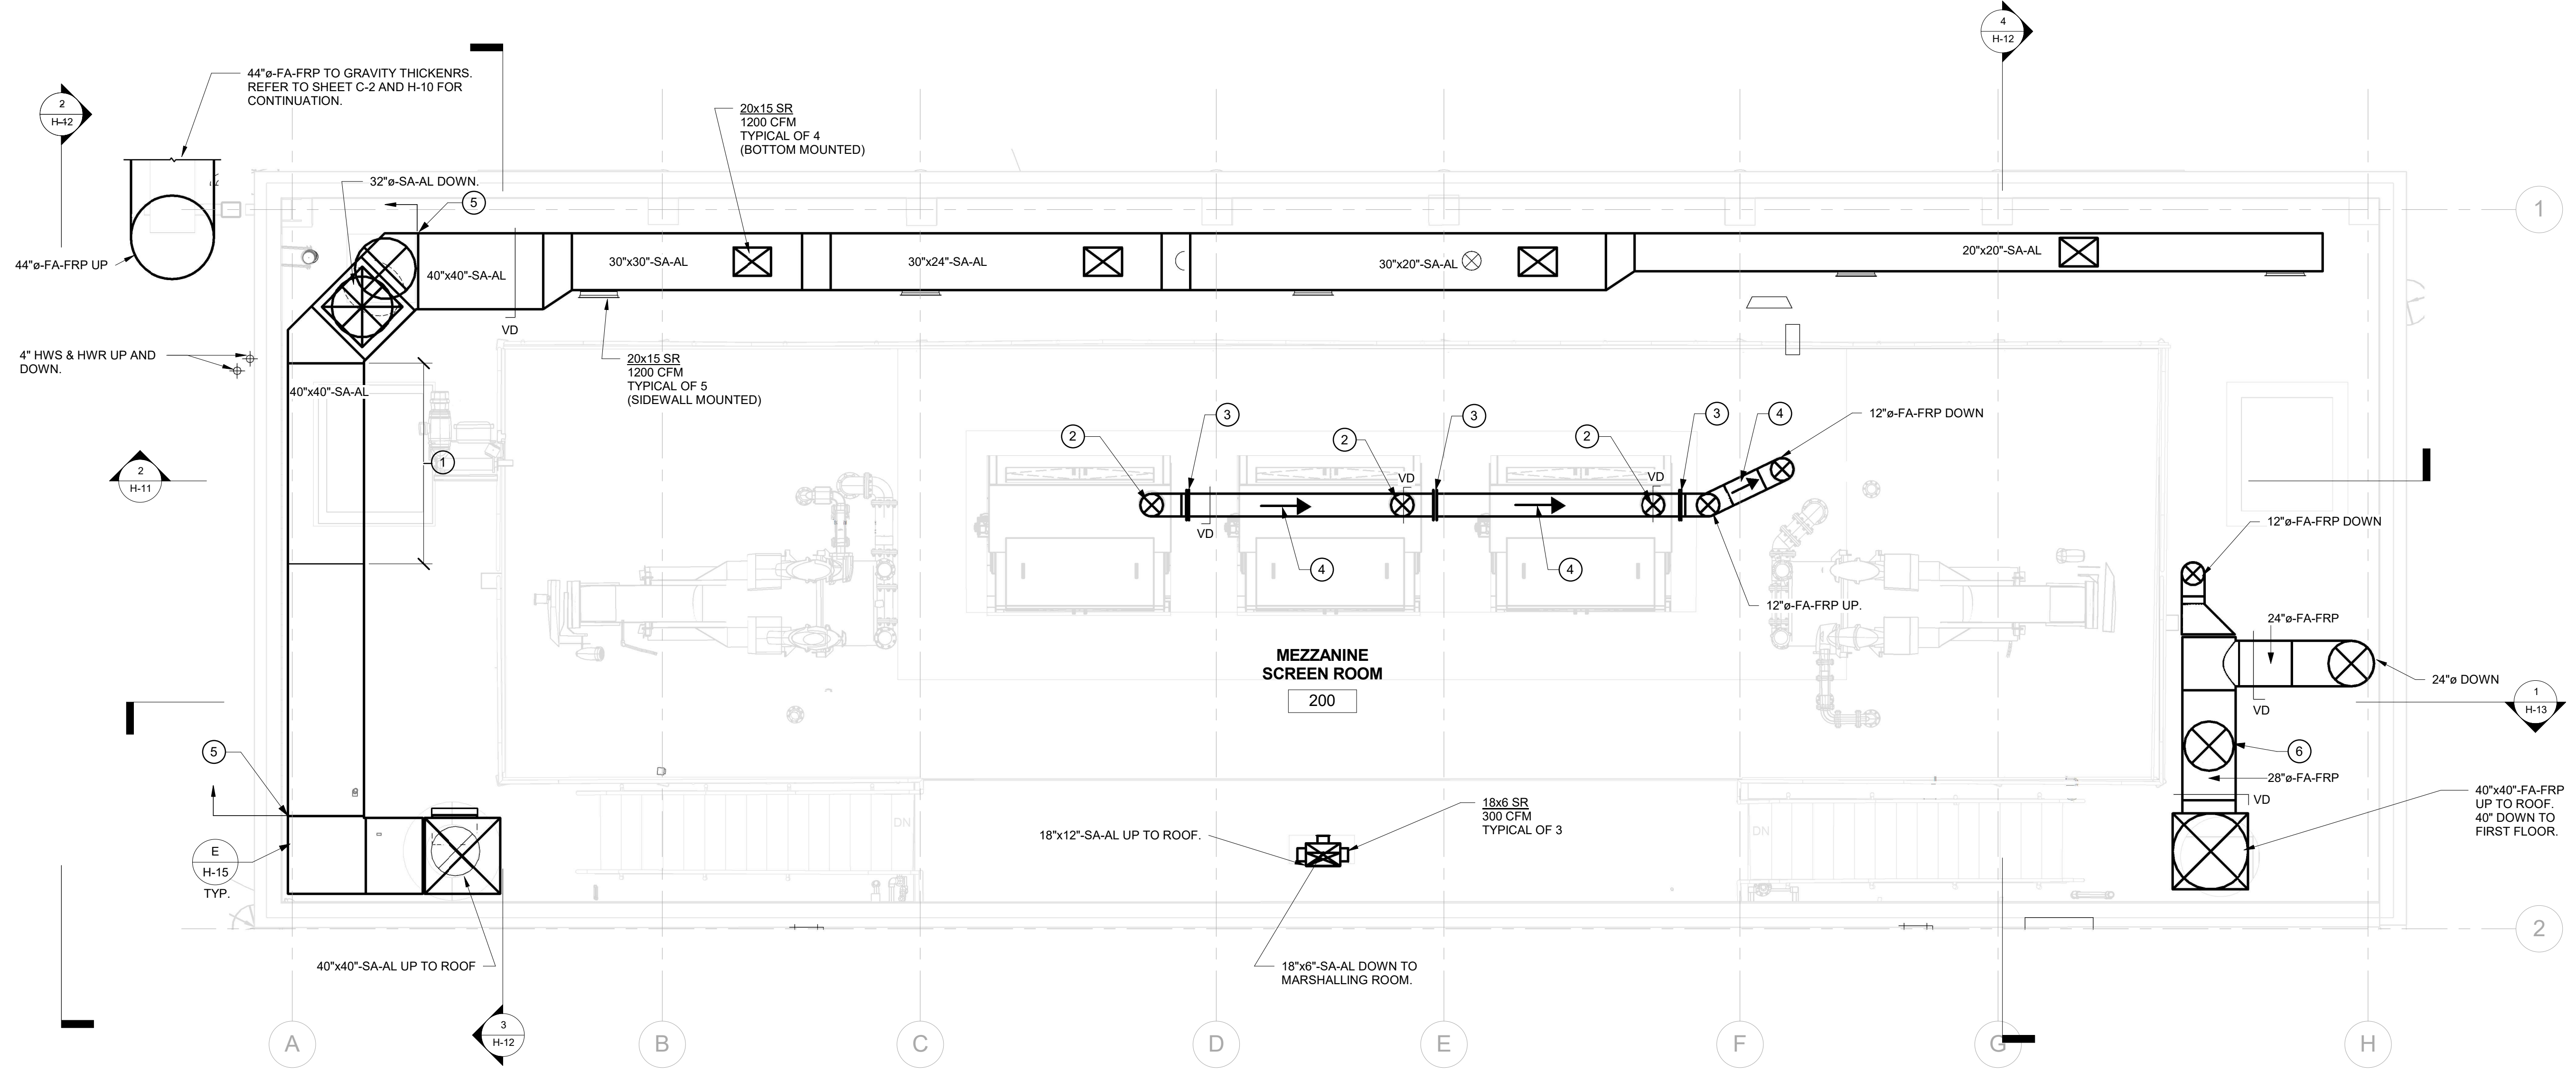 4
H-12
44"ø-FA-FRP TO GRAVITY THICKENRS.
REFER TO SHEET C-2 AND H-10 FOR
CONTINUATION.
2
H-12
20x15 SR
1200 CFM
TYPICAL OF 4
(BOTTOM MOUNTED)
32"ø-SA-AL DOWN.
5
1
44"ø-FA-FRP UP
40"x40"-SA-AL
30"x30"-SA-AL
30"x24"-SA-AL
30"x20"-SA-AL
20"x20"-SA-AL
VD
4" HWS & HWR UP AND
DOWN.
20x15 SR
1200 CFM
TYPICAL OF 5
(SIDEWALL MOUNTED)
40"x40"-SA-AL
1
2
H-11
2
3
2
3
2
3
4
12"ø-FA-FRP DOWN
VD
VD
VD
4
4
12"ø-FA-FRP UP.
12"ø-FA-FRP DOWN
24"ø-FA-FRP
24"ø DOWN
VD
1
H-13
MEZZANINE
SCREEN ROOM
200
5
6
28"ø-FA-FRP
VD
40"x40"-FA-FRP
UP TO ROOF.
40" DOWN TO
FIRST FLOOR.
DN
DN
18"x12"-SA-AL UP TO ROOF.
18x6 SR
300 CFM
TYPICAL OF 3
E
H-15
TYP.
2
40"x40"-SA-AL UP TO ROOF
18"x6"-SA-AL DOWN TO
MARSHALLING ROOM.
3
H-12
A
B
C
D
E
F
G
H